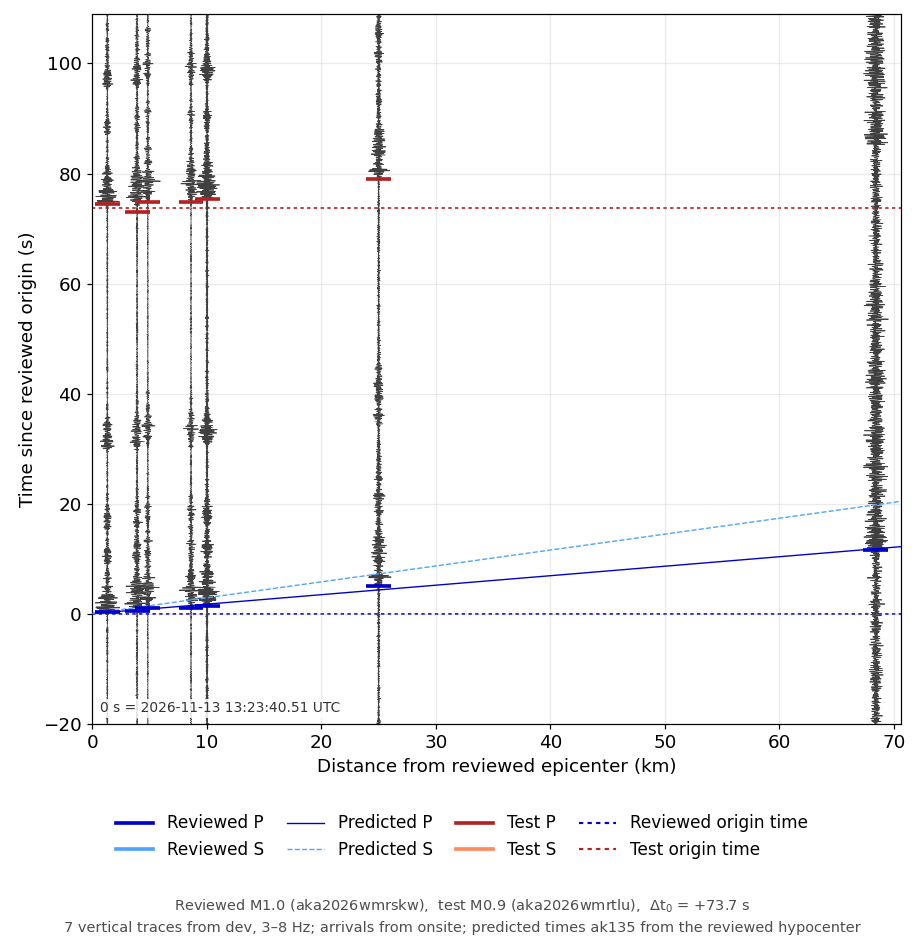 100
80
60
40
20
0
−20
Time since reviewed origin (s)
0 s = 2026-11-13 13:23:40.51 UTC
0 10 20 30 40 50 60 70
Distance from reviewed epicenter (km)
Reviewed P Predicted P Test P Reviewed origin time
Reviewed S Predicted S Test S Test origin time
Reviewed M1.0 (aka2026wmrskw), test M0.9 (aka2026wmrtlu), Δt₀ = +73.7 s
7 vertical traces from dev, 3–8 Hz; arrivals from onsite; predicted times ak135 from the reviewed hypocenter